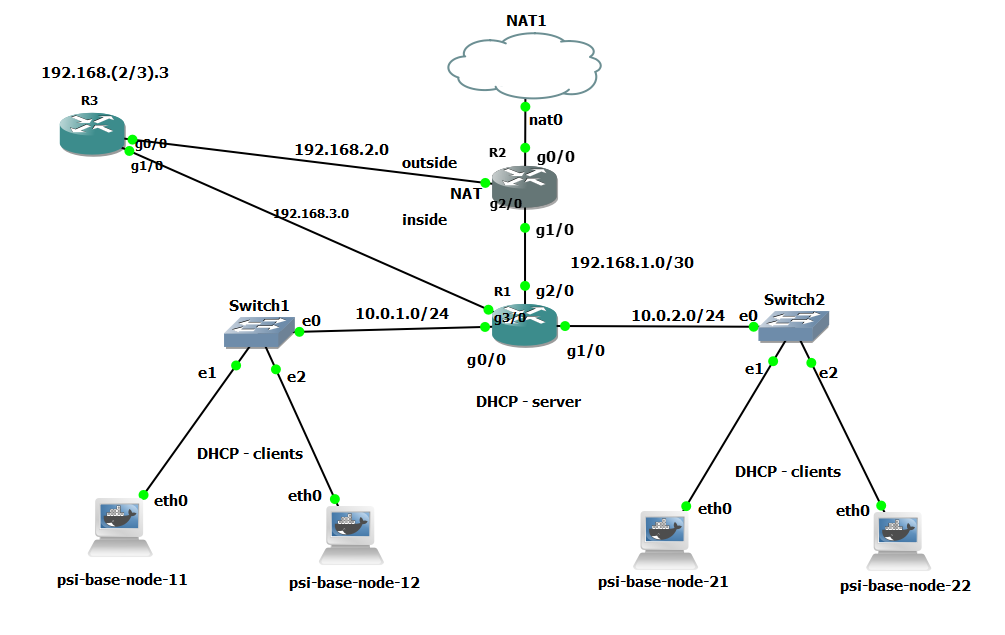 NAT1
192.168.(2/3).3
R3
g0/0
g1/0
nat0
192.168.2.0
outside
R2
g0/0
NAT
g2/0
192.168.3.0
inside
g1/0
192.168.1.0/30
R1
g2/0
Switch1
e0
10.0.1.0/24
g3/0
10.0.2.0/24
e0
Switch2
g0/0
g1/0
e1
e2
e1
e2
DHCP - server
DHCP - clients
DHCP - clients
eth0
eth0
eth0
eth0
psi-base-node-11
psi-base-node-12
psi-base-node-21
psi-base-node-22